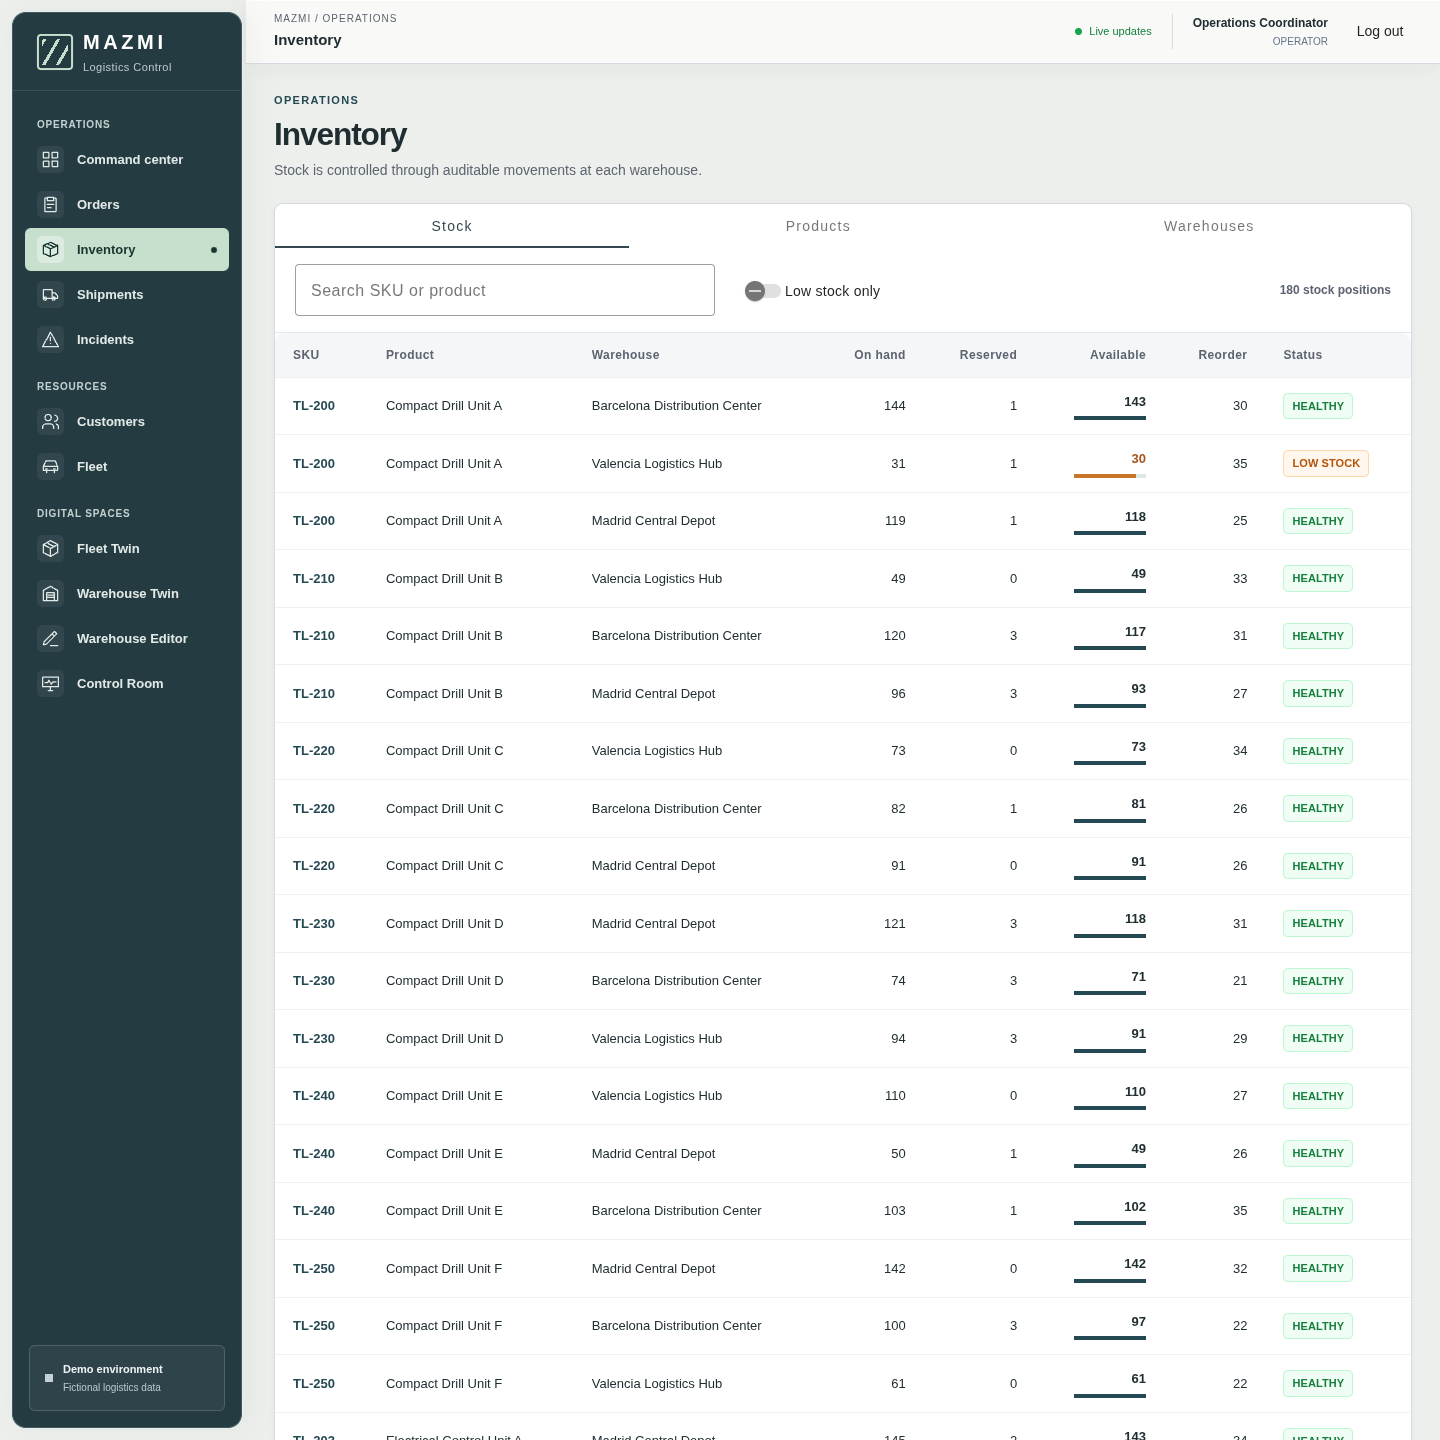 MAZMI
Logistics Control
OPERATIONS
Command center
Orders
Inventory
Shipments
Incidents
RESOURCES
Customers
Fleet
DIGITAL SPACES
Fleet Twin
Warehouse Twin
Warehouse Editor
Control Room
Demo environment
Fictional logistics data
MAZMI / OPERATIONS
Inventory
Live updates
Operations Coordinator
OPERATOR
Log out
OPERATIONS
Inventory
Stock is controlled through auditable movements at each warehouse.
Stock Products Warehouses
Search SKU or product Low stock only 180 stock positions
SKU Product Warehouse On hand Reserved Available Reorder Status
TL-200 Compact Drill Unit A Barcelona Distribution Center 144 1 143 30 HEALTHY
TL-200 Compact Drill Unit A Valencia Logistics Hub 31 1 30 35 LOW STOCK
TL-200 Compact Drill Unit A Madrid Central Depot 119 1 118 25 HEALTHY
TL-210 Compact Drill Unit B Valencia Logistics Hub 49 0 49 33 HEALTHY
TL-210 Compact Drill Unit B Barcelona Distribution Center 120 3 117 31 HEALTHY
TL-210 Compact Drill Unit B Madrid Central Depot 96 3 93 27 HEALTHY
TL-220 Compact Drill Unit C Valencia Logistics Hub 73 0 73 34 HEALTHY
TL-220 Compact Drill Unit C Barcelona Distribution Center 82 1 81 26 HEALTHY
TL-220 Compact Drill Unit C Madrid Central Depot 91 0 91 26 HEALTHY
TL-230 Compact Drill Unit D Madrid Central Depot 121 3 118 31 HEALTHY
TL-230 Compact Drill Unit D Barcelona Distribution Center 74 3 71 21 HEALTHY
TL-230 Compact Drill Unit D Valencia Logistics Hub 94 3 91 29 HEALTHY
TL-240 Compact Drill Unit E Valencia Logistics Hub 110 0 110 27 HEALTHY
TL-240 Compact Drill Unit E Madrid Central Depot 50 1 49 26 HEALTHY
TL-240 Compact Drill Unit E Barcelona Distribution Center 103 1 102 35 HEALTHY
TL-250 Compact Drill Unit F Madrid Central Depot 142 0 142 32 HEALTHY
TL-250 Compact Drill Unit F Barcelona Distribution Center 100 3 97 22 HEALTHY
TL-250 Compact Drill Unit F Valencia Logistics Hub 61 0 61 22 HEALTHY
Electrical Control Unit A Madrid Central Depot 143 HEALTHY